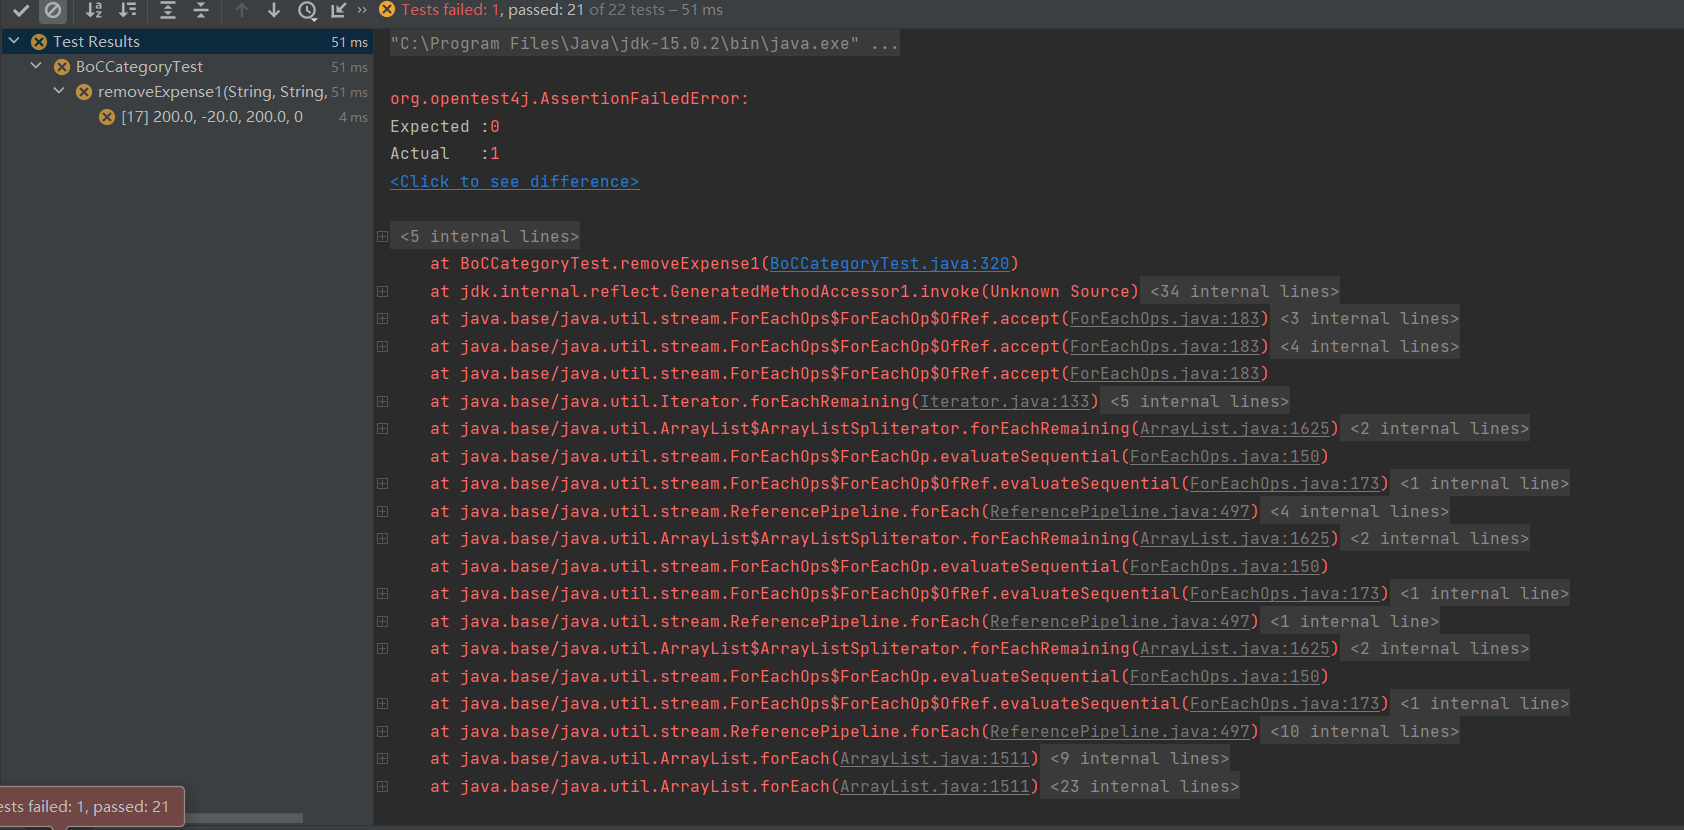 Tests failed: 1, passed: 21 of 22 tests – 51 ms
Test Results 51 ms
BoCCategoryTest 51 ms
removeExpense1(String, String, 51 ms
[17] 200.0, -20.0, 200.0, 0 4 ms
"C:\Program Files\Java\jdk-15.0.2\bin\java.exe" ...
org.opentest4j.AssertionFailedError:
Expected :0
Actual :1
<Click to see difference>
<5 internal lines>
at BoCCategoryTest.removeExpense1(BoCCategoryTest.java:320)
at jdk.internal.reflect.GeneratedMethodAccessor1.invoke(Unknown Source) <34 internal lines>
at java.base/java.util.stream.ForEachOps$ForEachOp$OfRef.accept(ForEachOps.java:183) <3 internal lines>
at java.base/java.util.stream.ForEachOps$ForEachOp$OfRef.accept(ForEachOps.java:183) <4 internal lines>
at java.base/java.util.stream.ForEachOps$ForEachOp$OfRef.accept(ForEachOps.java:183)
at java.base/java.util.Iterator.forEachRemaining(Iterator.java:133) <5 internal lines>
at java.base/java.util.ArrayList$ArrayListSpliterator.forEachRemaining(ArrayList.java:1625) <2 internal lines>
at java.base/java.util.stream.ForEachOps$ForEachOp.evaluateSequential(ForEachOps.java:150)
at java.base/java.util.stream.ForEachOps$ForEachOp$OfRef.evaluateSequential(ForEachOps.java:173) <1 internal line>
at java.base/java.util.stream.ReferencePipeline.forEach(ReferencePipeline.java:497) <4 internal lines>
at java.base/java.util.ArrayList$ArrayListSpliterator.forEachRemaining(ArrayList.java:1625) <2 internal lines>
at java.base/java.util.stream.ForEachOps$ForEachOp.evaluateSequential(ForEachOps.java:150)
at java.base/java.util.stream.ForEachOps$ForEachOp$OfRef.evaluateSequential(ForEachOps.java:173) <1 internal line>
at java.base/java.util.stream.ReferencePipeline.forEach(ReferencePipeline.java:497) <1 internal line>
at java.base/java.util.ArrayList$ArrayListSpliterator.forEachRemaining(ArrayList.java:1625) <2 internal lines>
at java.base/java.util.stream.ForEachOps$ForEachOp.evaluateSequential(ForEachOps.java:150)
at java.base/java.util.stream.ForEachOps$ForEachOp$OfRef.evaluateSequential(ForEachOps.java:173) <1 internal line>
at java.base/java.util.stream.ReferencePipeline.forEach(ReferencePipeline.java:497) <10 internal lines>
at java.base/java.util.ArrayList.forEach(ArrayList.java:1511) <9 internal lines>
at java.base/java.util.ArrayList.forEach(ArrayList.java:1511) <23 internal lines>
ests failed: 1, passed: 21